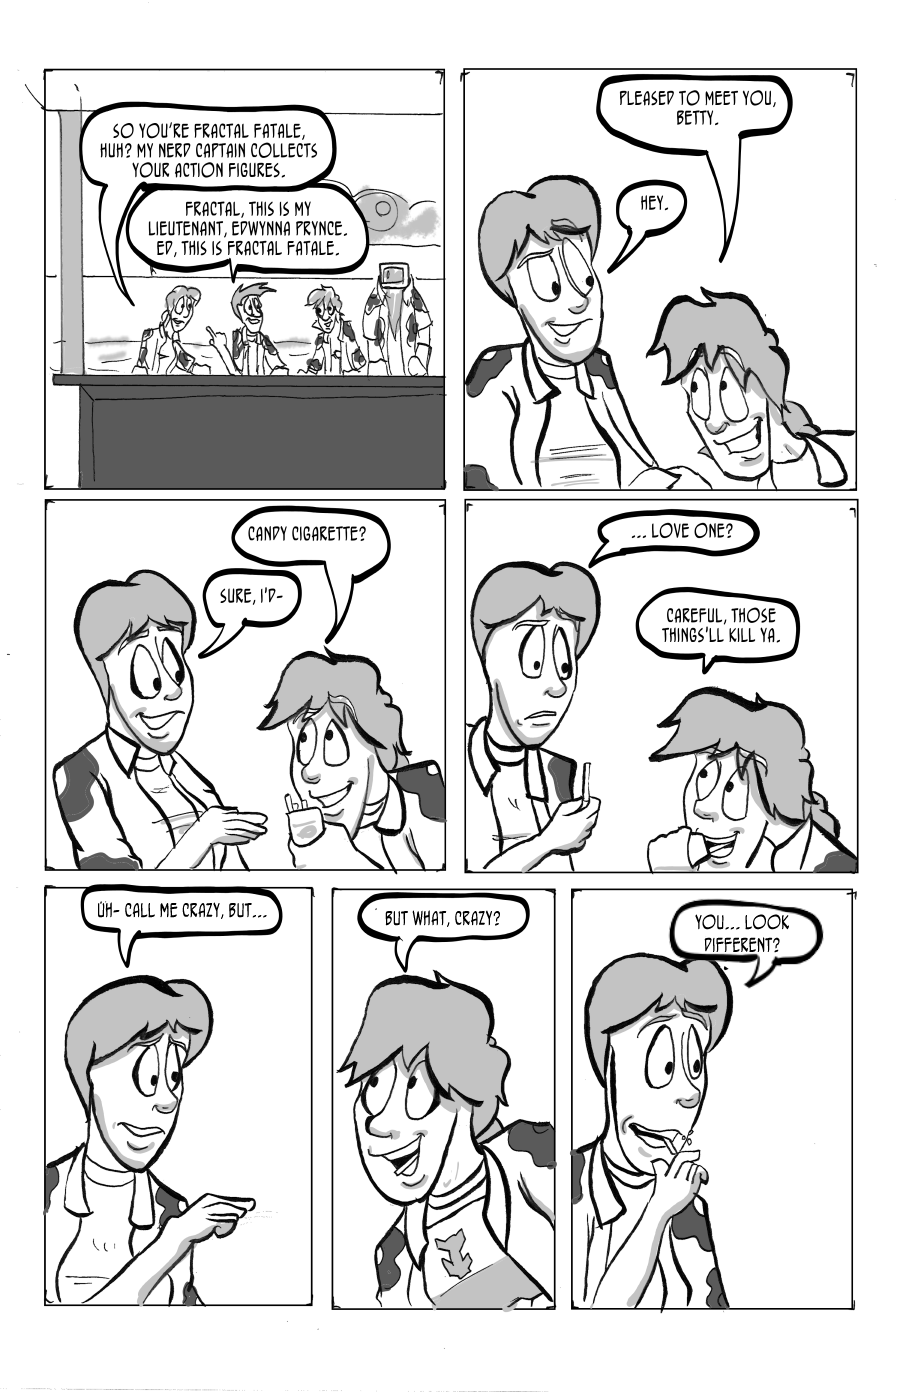 SO YOU'RE FRACTAL FATALE,
HUH? MY NERD CAPTAIN COLLECTS
YOUR ACTION FIGURES.
FRACTAL, THIS IS MY
LIEUTENANT, EDWYNNA PRYNCE.
ED, THIS IS FRACTAL FATALE.
PLEASED TO MEET YOU,
BETTY.
HEY.
CANDY CIGARETTE?
SURE, I'D-
... LOVE ONE?
CAREFUL, THOSE
THINGS'LL KILL YA.
UH- CALL ME CRAZY, BUT...
BUT WHAT, CRAZY?
YOU... LOOK
DIFFERENT?